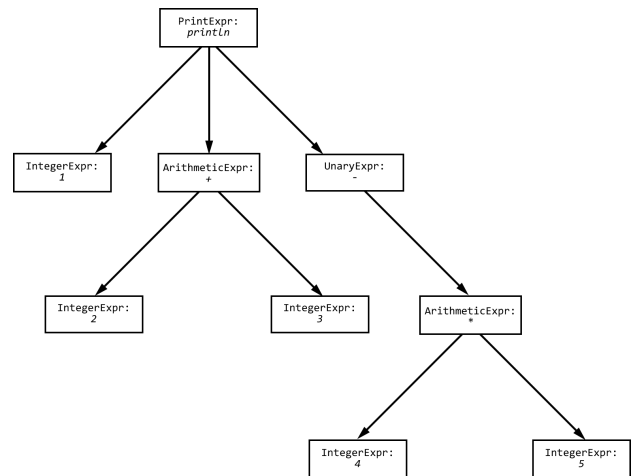 PrintExpr:
println
IntegerExpr:
1
ArithmeticExpr:
+
UnaryExpr:
-
IntegerExpr:
2
IntegerExpr:
3
ArithmeticExpr:
*
IntegerExpr:
4
IntegerExpr:
5